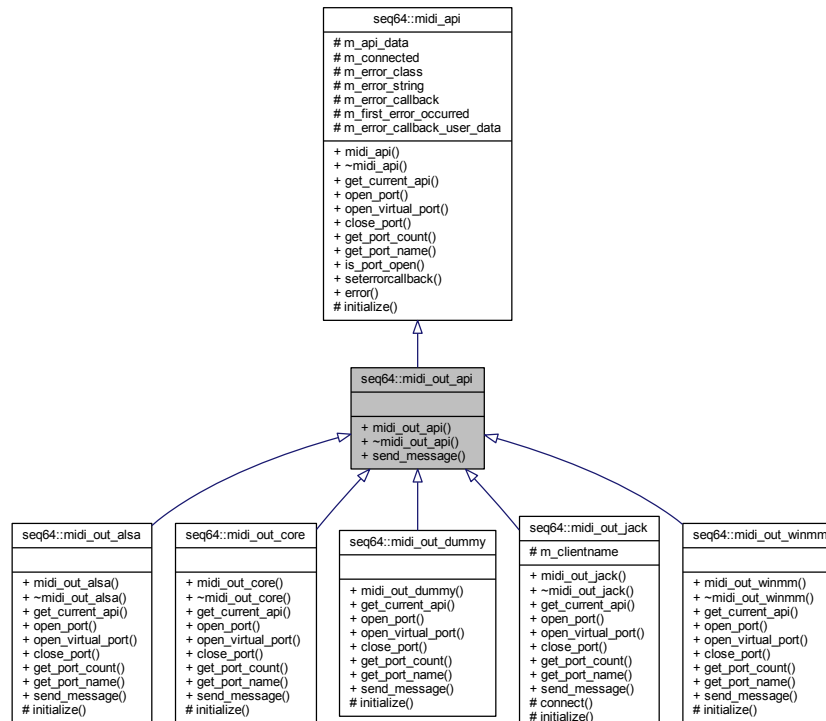 seq64::midi_api
# m_api_data
# m_connected
# m_error_class
# m_error_string
# m_error_callback
# m_first_error_occurred
# m_error_callback_user_data
+ midi_api()
+ ~midi_api()
+ get_current_api()
+ open_port()
+ open_virtual_port()
+ close_port()
+ get_port_count()
+ get_port_name()
+ is_port_open()
+ seterrorcallback()
+ error()
# initialize()
seq64::midi_out_api
+ midi_out_api()
+ ~midi_out_api()
+ send_message()
seq64::midi_out_alsa
+ midi_out_alsa()
+ ~midi_out_alsa()
+ get_current_api()
+ open_port()
+ open_virtual_port()
+ close_port()
+ get_port_count()
+ get_port_name()
+ send_message()
# initialize()
seq64::midi_out_core
+ midi_out_core()
+ ~midi_out_core()
+ get_current_api()
+ open_port()
+ open_virtual_port()
+ close_port()
+ get_port_count()
+ get_port_name()
+ send_message()
# initialize()
seq64::midi_out_dummy
+ midi_out_dummy()
+ get_current_api()
+ open_port()
+ open_virtual_port()
+ close_port()
+ get_port_count()
+ get_port_name()
+ send_message()
# initialize()
seq64::midi_out_jack
# m_clientname
+ midi_out_jack()
+ ~midi_out_jack()
+ get_current_api()
+ open_port()
+ open_virtual_port()
+ close_port()
+ get_port_count()
+ get_port_name()
+ send_message()
# connect()
# initialize()
seq64::midi_out_winmm
+ midi_out_winmm()
+ ~midi_out_winmm()
+ get_current_api()
+ open_port()
+ open_virtual_port()
+ close_port()
+ get_port_count()
+ get_port_name()
+ send_message()
# initialize()